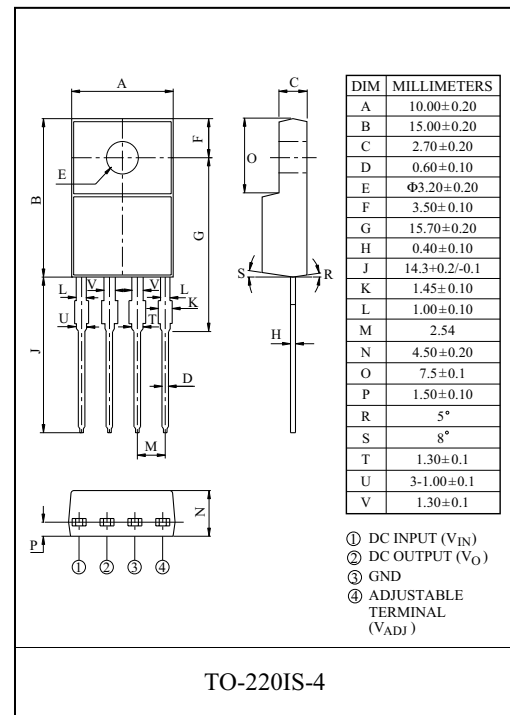 A
C
F
E
O
B
G
L
V
V
L
K
S
R
U
T
H
J
D
M
N
P
① ② ③ ④
DIM MILLIMETERS
A 10.00±0.20
B 15.00±0.20
C 2.70±0.20
D 0.60±0.10
E Φ3.20±0.20
F 3.50±0.10
G 15.70±0.20
H 0.40±0.10
J 14.3+0.2/-0.1
K 1.45±0.10
L 1.00±0.10
M 2.54
N 4.50±0.20
O 7.5±0.1
P 1.50±0.10
R 5°
S 8°
T 1.30±0.1
U 3-1.00±0.1
V 1.30±0.1
① DC INPUT (VIN)
② DC OUTPUT (VO)
③ GND
④ ADJUSTABLE
TERMINAL
(VADJ )
TO-220IS-4